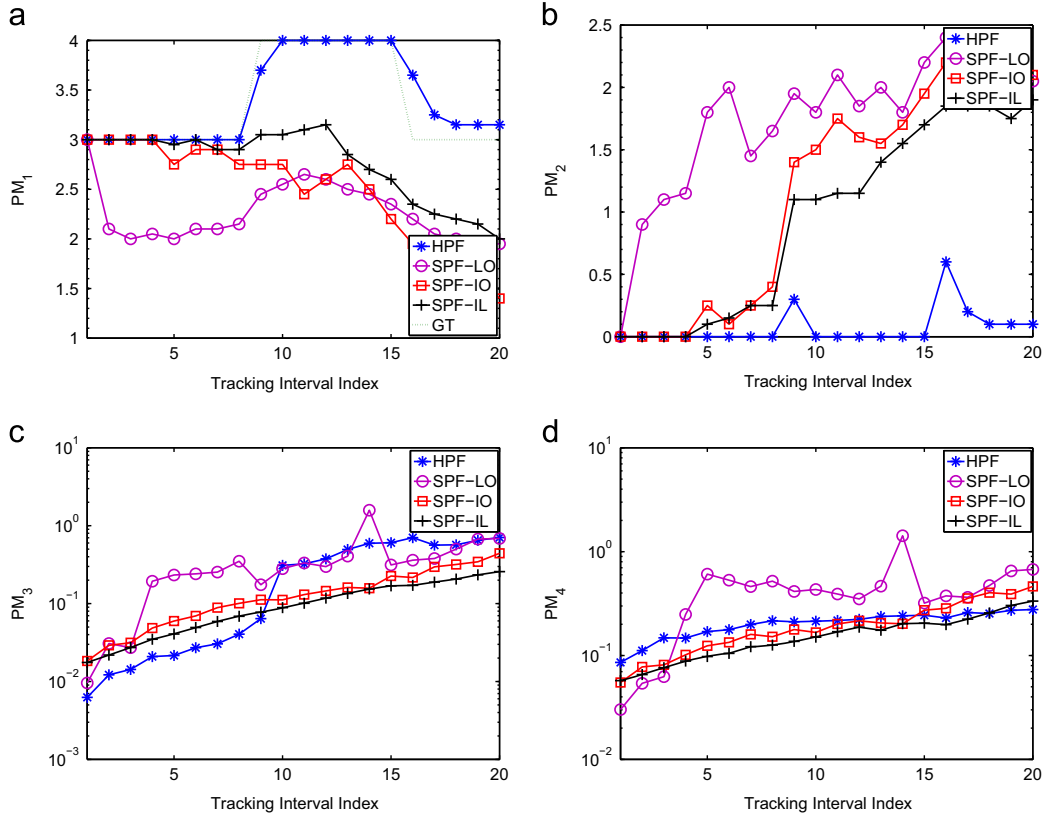 a
4
3.5
3
2.5
2
1.5
1
PM1
5
10
15
20
Tracking Interval Index
HPF
SPF−LO
SPF−IO
SPF−IL
GT
b
2.5
2
1.5
1
0.5
0
PM2
5
10
15
20
Tracking Interval Index
HPF
SPF−LO
SPF−IO
SPF−IL
c
10^1
10^0
10^−1
10^−2
10^−3
PM3
5
10
15
20
Tracking Interval Index
HPF
SPF−LO
SPF−IO
SPF−IL
d
10^1
10^0
10^−1
10^−2
PM4
5
10
15
20
Tracking Interval Index
HPF
SPF−LO
SPF−IO
SPF−IL